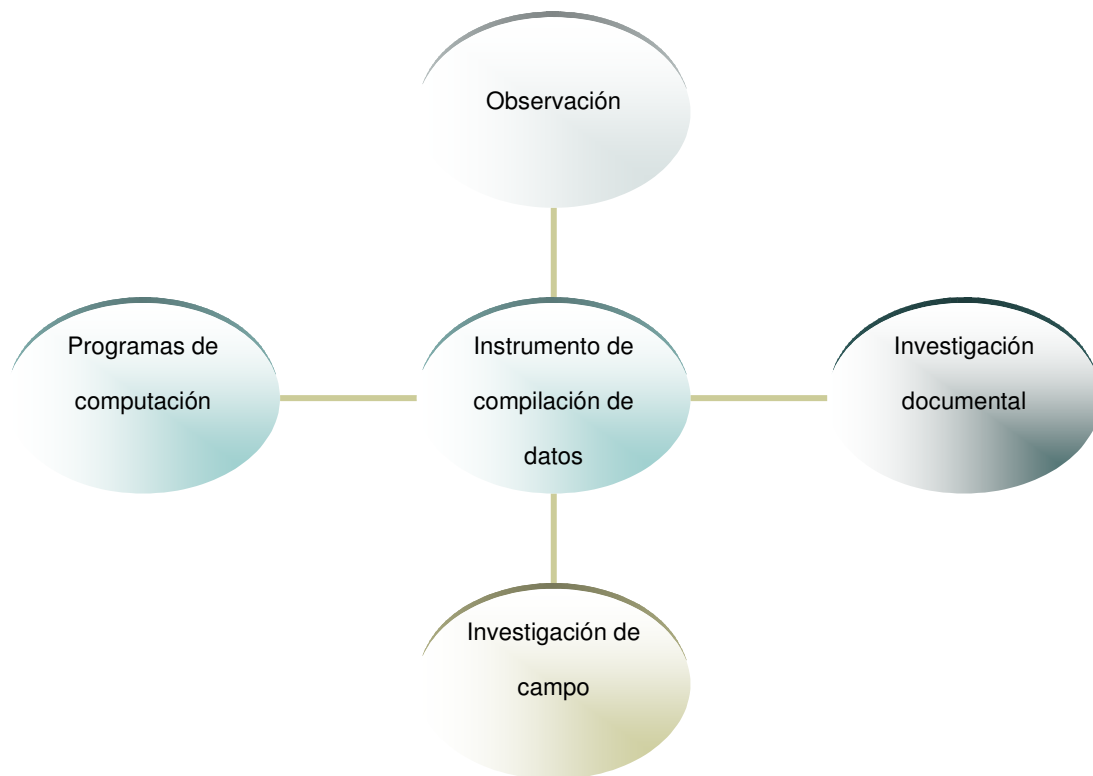 Observación
Programas de
computación
Instrumento de
compilación de
datos
Investigación
documental
Investigación de
campo